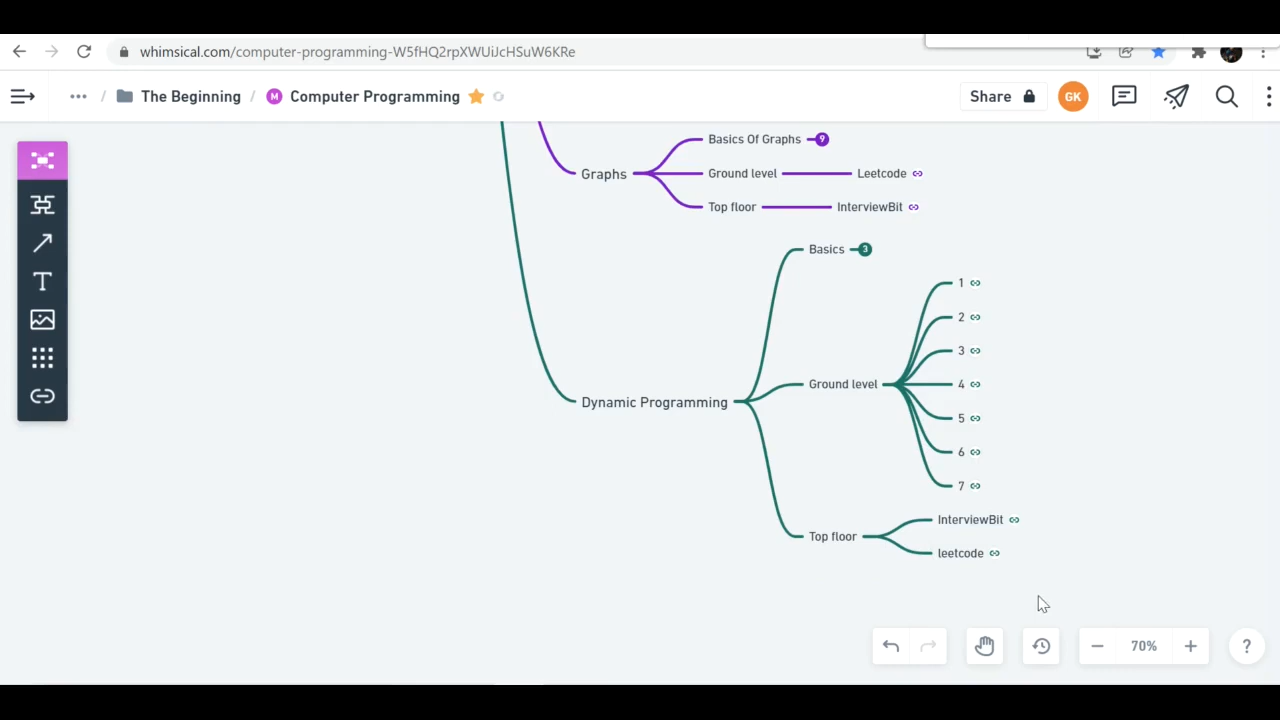 whimsical.com/computer-programming-W5fHQ2rpXWUiJcHSuW6KRe
••• / The Beginning / M Computer Programming
Share
GK
Basics Of Graphs 9
Graphs
Ground level
Leetcode
Top floor
InterviewBit
Basics 3
1
2
3
Ground level
4
Dynamic Programming
5
6
7
InterviewBit
Top floor
leetcode
T
70%
?